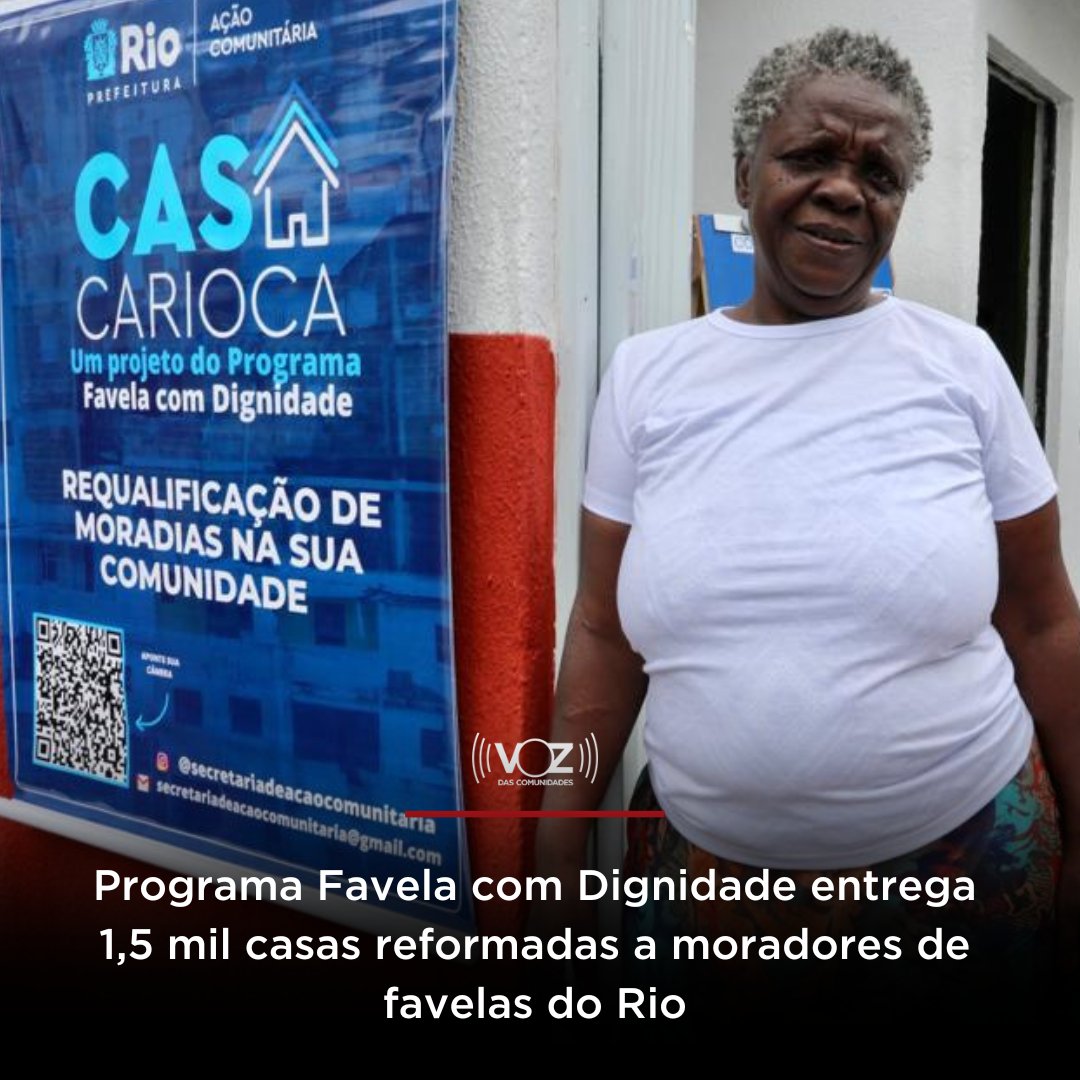 Rio
PREFEITURA
AÇÃO
COMUNITÁRIA
CAS
CARIOCA
Um projeto do Programa
Favela com Dignidade
REQUALIFICAÇÃO DE
MORADIAS NA SUA
COMUNIDADE
APONTE SUA
CÂMERA
@secretariadeacaocomunitaria
secretariadeacaocomunitaria@gmail.com
VOZ
DAS COMUNIDADES
Programa Favela com Dignidade entrega
1,5 mil casas reformadas a moradores de
favelas do Rio